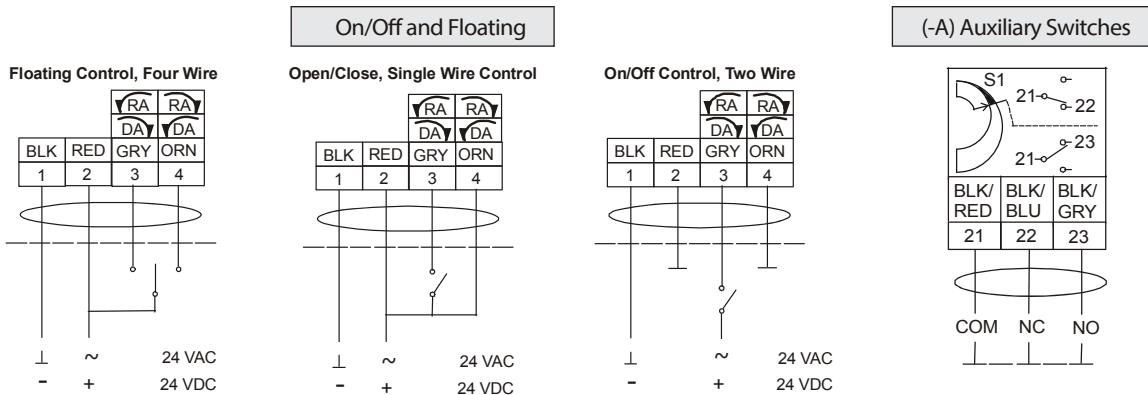 On/Off and Floating
(-A) Auxiliary Switches
Floating Control, Four Wire
RA RA
DA DA
BLK RED GRY ORN
1 2 3 4
⊥ ~ 24 VAC
- + 24 VDC
Open/Close, Single Wire Control
RA RA
DA DA
BLK RED GRY ORN
1 2 3 4
⊥ ~ 24 VAC
- + 24 VDC
On/Off Control, Two Wire
RA RA
DA DA
BLK RED GRY ORN
1 2 3 4
⊥ ~ 24 VAC
- + 24 VDC
S1
21 22
21 23
BLK/ BLK/ BLK/
RED BLU GRY
21 22 23
COM NC NO